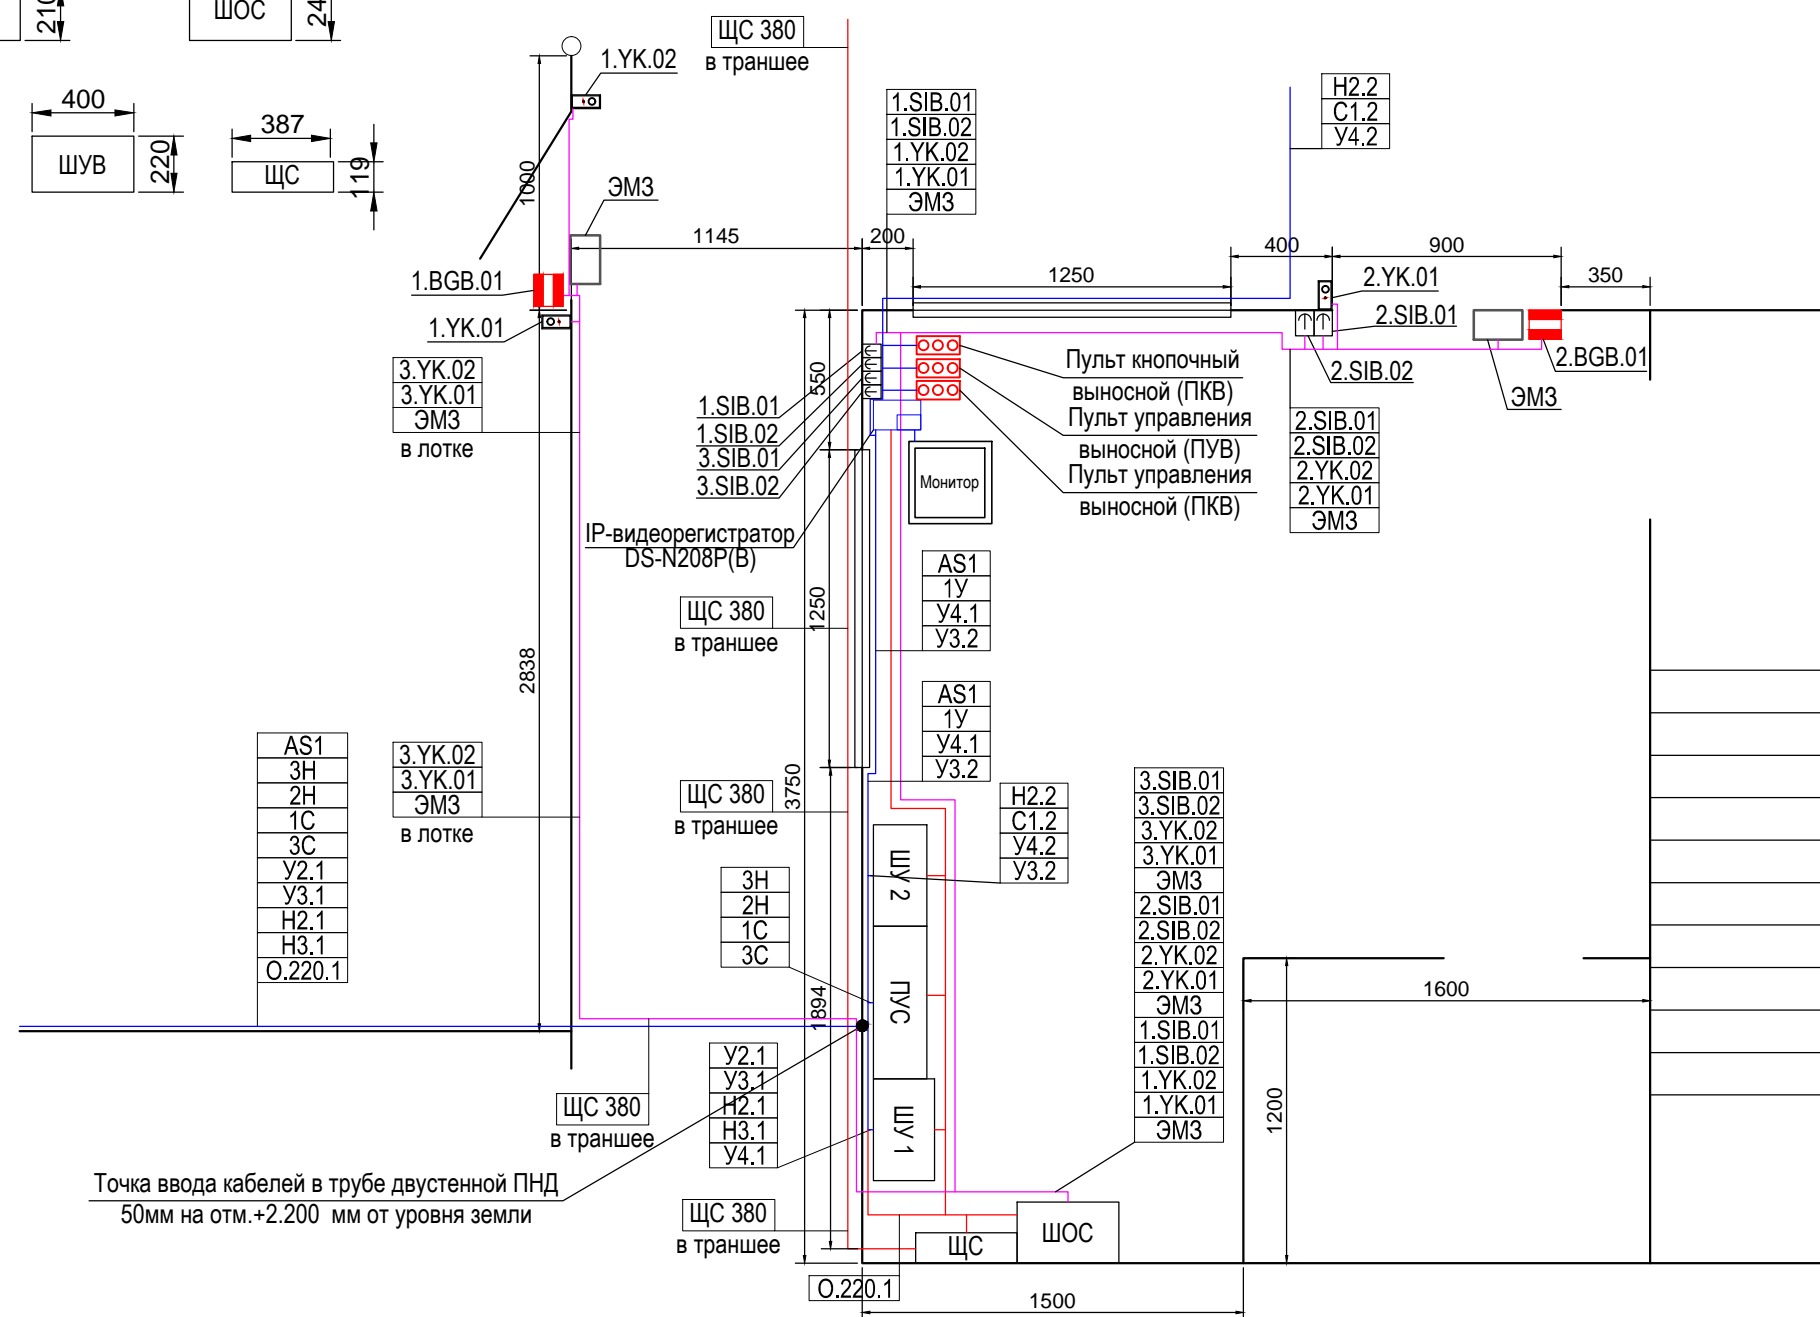 210
ШОС
24
400
ШУВ
220
387
ЩС
119
1.YK.02
1000
ЭМЗ
1.BGB.01
1.YK.01
3.YK.02
3.YK.01
ЭМЗ
в лотке
2838
ЩС 380
в траншее
1.SIB.01
1.SIB.02
1.YK.02
1.YK.01
ЭМЗ
Н2.2
С1.2
У4.2
1145
200
1250
400
900
350
2.YK.01
2.SIB.01
2.SIB.02
2.BGB.01
ЭМЗ
550
1.SIB.01
1.SIB.02
3.SIB.01
3.SIB.02
IP-видеорегистратор
DS-N208P(B)
Пульт кнопочный
выносной (ПКВ)
Пульт управления
выносной (ПУВ)
Пульт управления
выносной (ПКВ)
Монитор
2.SIB.01
2.SIB.02
2.YK.02
2.YK.01
ЭМЗ
AS1
1У
У4.1
У3.2
ЩС 380
в траншее
1250
AS1
1У
У4.1
У3.2
AS1
3Н
2Н
1С
3С
У2.1
У3.1
Н2.1
Н3.1
О.220.1
3.YK.02
3.YK.01
ЭМЗ
в лотке
ЩС 380
в траншее
3750
Н2.2
С1.2
У4.2
У3.2
3.SIB.01
3.SIB.02
3.YK.02
3.YK.01
ЭМЗ
2.SIB.01
2.SIB.02
2.YK.02
2.YK.01
ЭМЗ
1.SIB.01
1.SIB.02
1.YK.02
1.YK.01
ЭМЗ
3Н
2Н
1С
3С
1894
ШУ 2
ПУС
ШУ 1
1600
1200
У2.1
У3.1
Н2.1
Н3.1
У4.1
ЩС 380
в траншее
Точка ввода кабелей в трубе двустенной ПНД
50мм на отм.+2.200 мм от уровня земли
ЩС 380
в траншее
ЩС
ШОС
О.220.1
1500